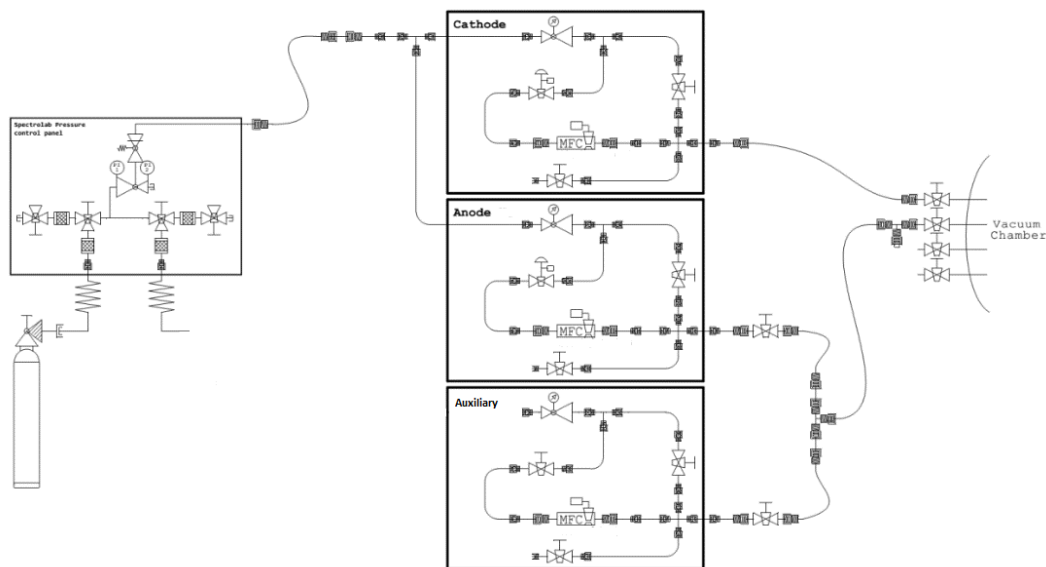 Cathode
Spectrolab Pressure
control panel
MFC
Anode
Vacuum
Chamber
MFC
Auxiliary
MFC